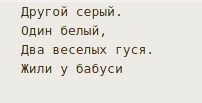 Другой серый.
Один белый,
Два веселых гуся.
Жили у бабуси